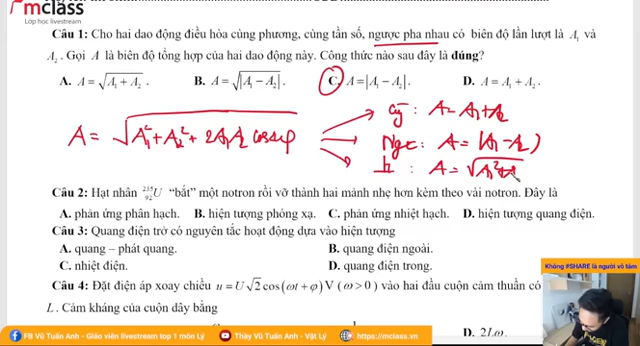 mclass
Lớp học livestream
Câu 1: Cho hai dao động điều hòa cùng phương, cùng tần số, ngược pha nhau có biên độ lần lượt là A₁ và
A₂. Gọi A là biên độ tổng hợp của hai dao động này. Công thức nào sau đây là đúng?
A. A = √(A₁ + A₂). B. A = √|A₁ − A₂|. C. A = |A₁ − A₂|. D. A = A₁ + A₂.
Cg : A = A₁ + A₂
A = √(A₁² + A₂² + 2A₁A₂ cosΔφ)
Ngc : A = |A₁ − A₂|
⊥ : A = √(A₁² +
Câu 2: Hạt nhân ²³⁵₉₂U “bắt” một notron rồi vỡ thành hai mảnh nhẹ hơn kèm theo vài notron. Đây là
A. phản ứng phân hạch. B. hiện tượng phóng xạ. C. phản ứng nhiệt hạch. D. hiện tượng quang điện.
Câu 3: Quang điện trở có nguyên tắc hoạt động dựa vào hiện tượng
A. quang – phát quang. B. quang điện ngoài.
C. nhiệt điện. D. quang điện trong.
Không #SHARE là người vô tâm
Câu 4: Đặt điện áp xoay chiều u = U√2 cos(ωt + φ) V (ω > 0) vào hai đầu cuộn cảm thuần có
L. Cảm kháng của cuộn dây bằng
D. 2Lω.
FB Vũ Tuấn Anh - Giáo viên livestream top 1 môn Lý
Thầy Vũ Tuấn Anh - Vật Lý
https://mclass.vn